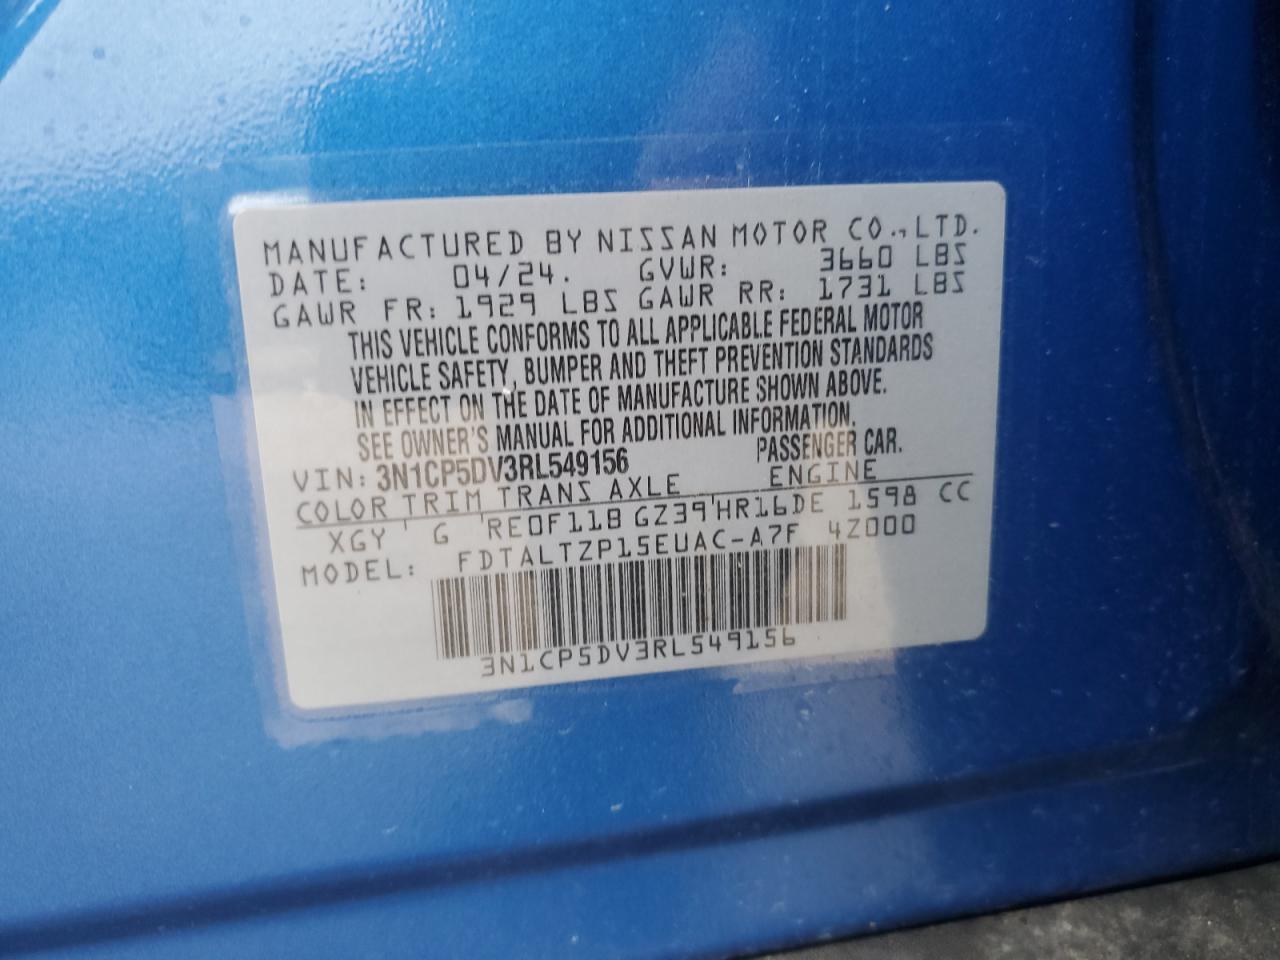 MANUFACTURED BY NISSAN MOTOR CO., LTD.
DATE: 04/24. GVWR: 3660 LBS
GAWR FR: 1929 LBS GAWR RR: 1731 LBS
THIS VEHICLE CONFORMS TO ALL APPLICABLE FEDERAL MOTOR
VEHICLE SAFETY, BUMPER AND THEFT PREVENTION STANDARDS
IN EFFECT ON THE DATE OF MANUFACTURE SHOWN ABOVE.
SEE OWNER'S MANUAL FOR ADDITIONAL INFORMATION.
VIN: 3N1CP5DV3RL549156 PASSENGER CAR.
COLOR TRIM TRANS AXLE ENGINE
XGY G RE0F11B GZ39 HR16DE 1598 CC
MODEL: FDTALTZP15EUAC-A7F 4Z000
3N1CP5DV3RL549156